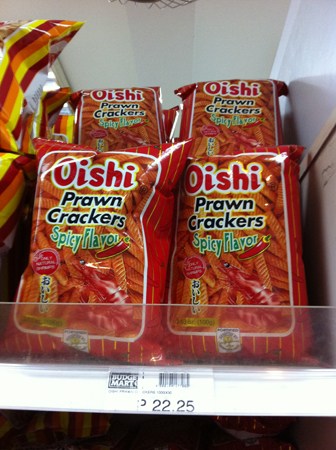 Oishi
Prawn
Crackers
Spicy Flavor
Oishi
Prawn
Crackers
Spicy Flavor
Oishi
Prawn
Crackers
Spicy Flavor
おいしい
Oishi
Prawn
Crackers
Spicy Flavor
おいしい
BUDGET
MART
P 22.25